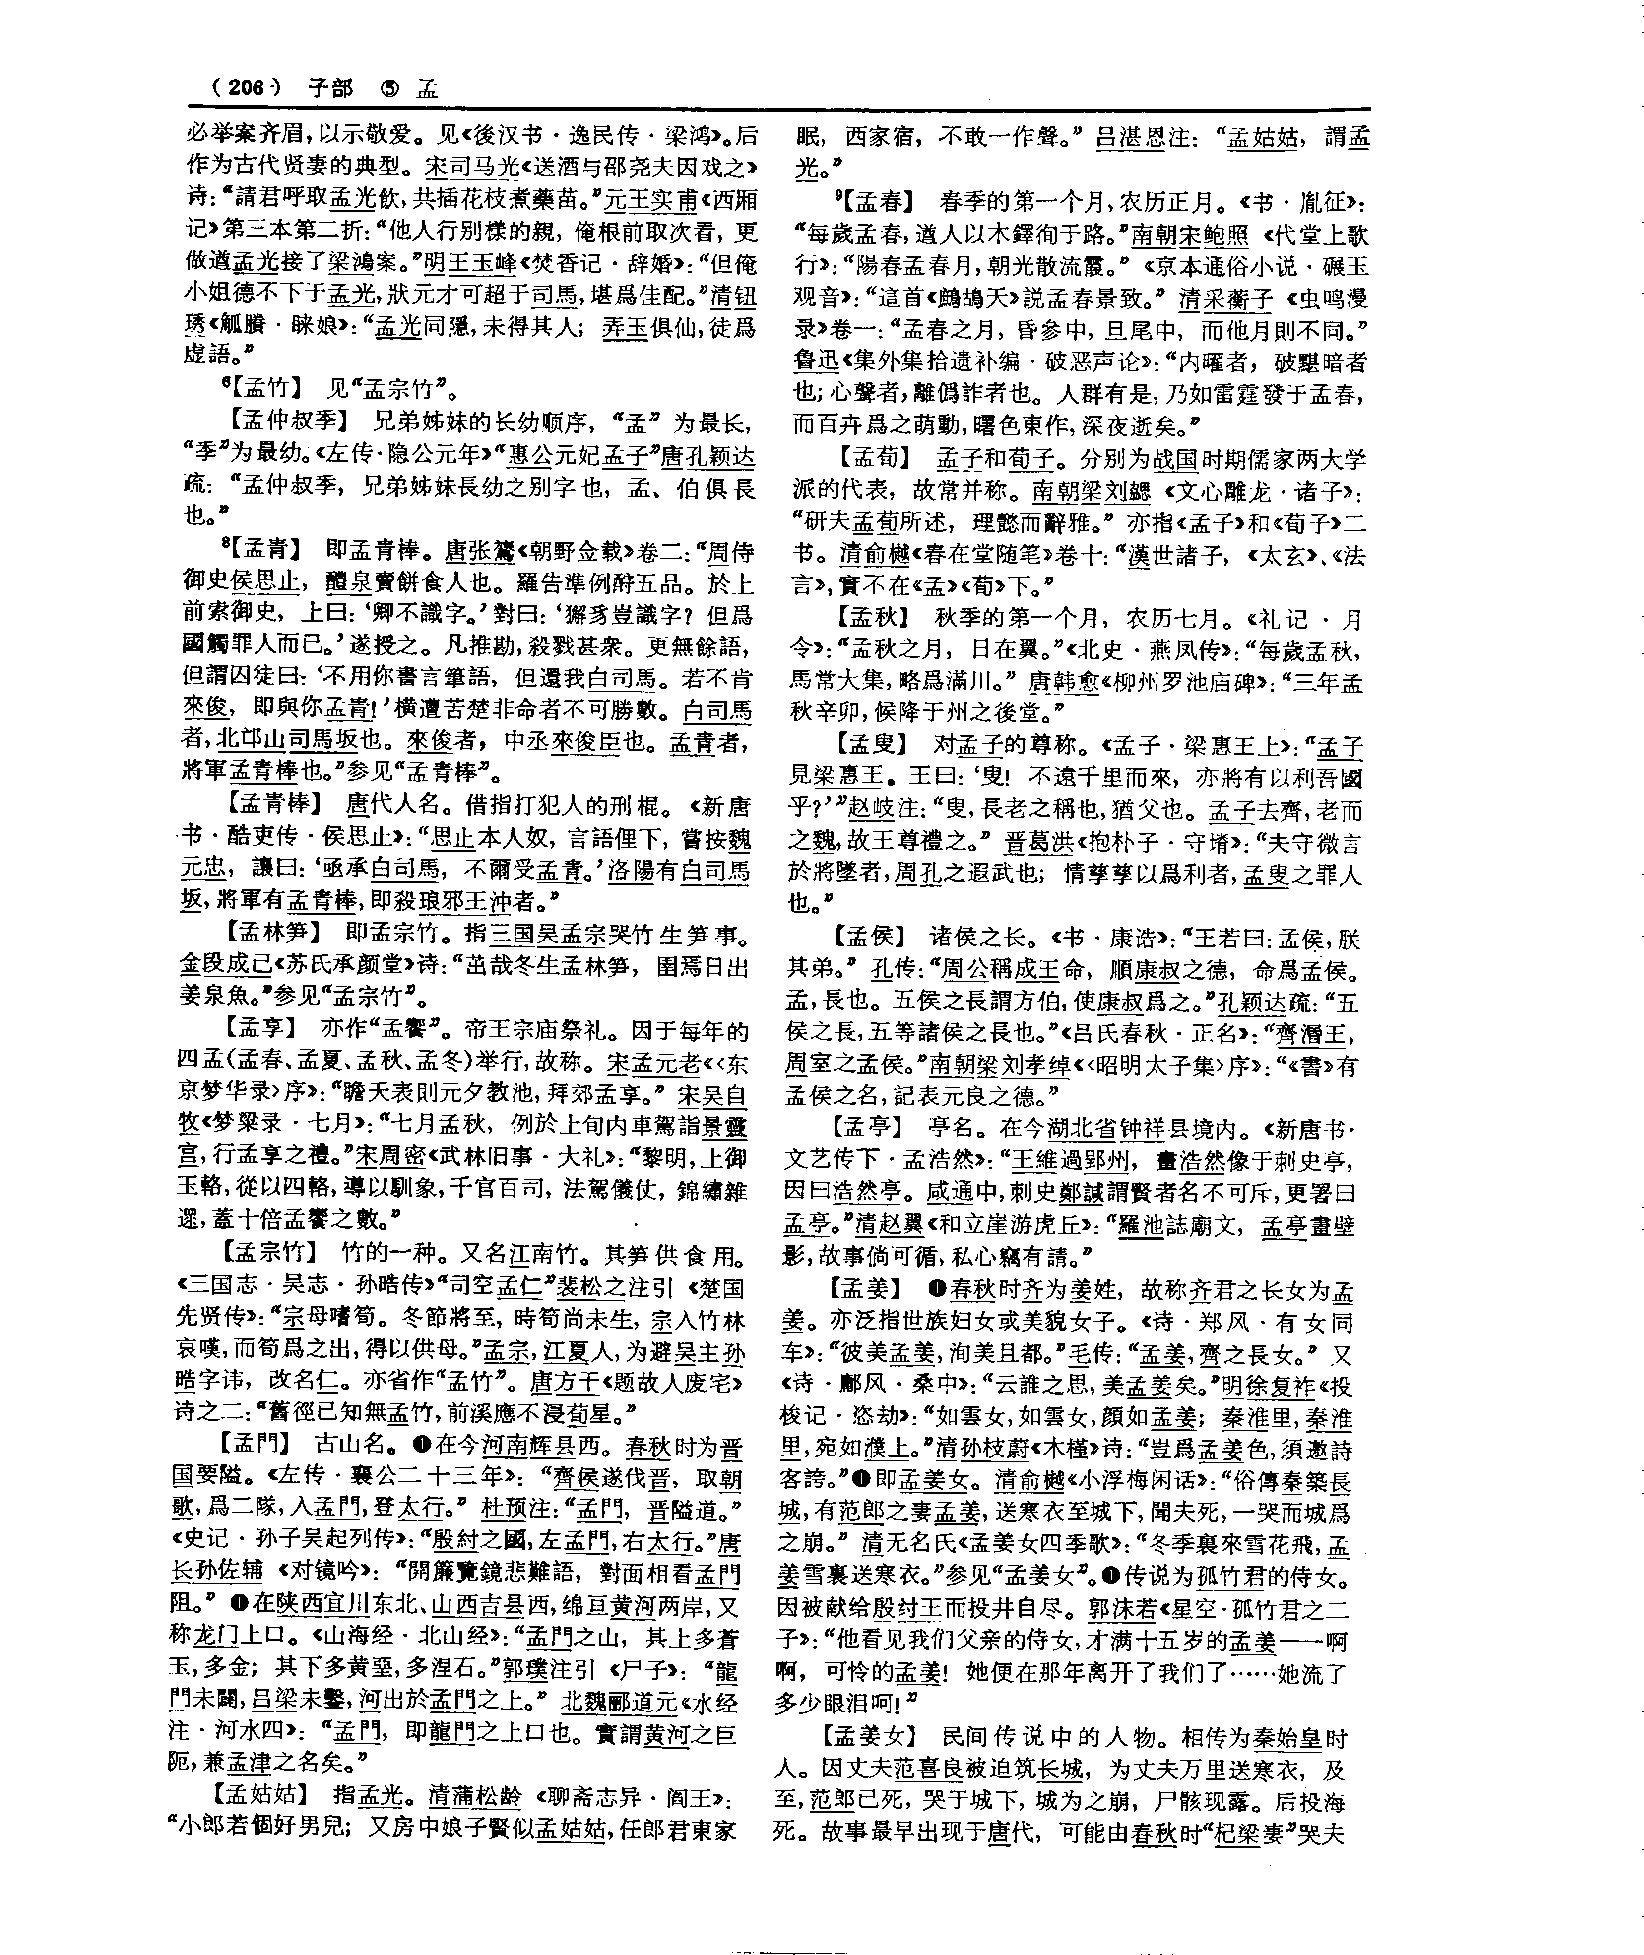 (206) 子部 ⑤ 孟
必举案齐眉，以示敬爱。见《後汉书·逸民传·梁鸿》。后
作为古代贤妻的典型。宋司马光《送酒与邵尧夫因戏之》
诗：“請君呼取孟光飲，共插花枝煮藥苗。”元王实甫《西厢
记》第三本第二折：“他人行别樣的親，俺根前取次看，更
做道孟光接了梁鴻案。”明王玉峰《焚香记·辞婚》：“但俺
小姐德不下于孟光，狀元才可超于司馬，堪爲佳配。”清钮
琇《觚賸·睐娘》：“孟光同隱，未得其人；弄玉俱仙，徒爲
虚語。”
6【孟竹】 见“孟宗竹”。
【孟仲叔季】 兄弟姊妹的长幼顺序，“孟”为最长，
“季”为最幼。《左传·隐公元年》“惠公元妃孟子”唐孔颖达
疏：“孟仲叔季，兄弟姊妹長幼之别字也，孟、伯俱長
也。”
8【孟青】 即孟青棒。唐张鷟《朝野佥载》卷二：“周侍
御史侯思止，醴泉賣餅食人也。羅告準例酧五品。於上
前索御史，上曰：‘卿不識字。’對曰：‘獬豸豈識字？但爲
國觸罪人而已。’遂授之。凡推勘，殺戮甚衆。更無餘語，
但謂囚徒曰：‘不用你書言筆語，但還我白司馬。若不肯
來俊，即與你孟青！’横遭苦楚非命者不可勝數。白司馬
者，北邙山司馬坂也。來俊者，中丞來俊臣也。孟青者，
將軍孟青棒也。”参见“孟青棒”。
【孟青棒】 唐代人名。借指打犯人的刑棍。《新唐
书·酷吏传·侯思止》：“思止本人奴，言語俚下，嘗按魏
元忠，讓曰：‘亟承白司馬，不爾受孟青。’洛陽有白司馬
坂，將軍有孟青棒，即殺琅邪王沖者。”
【孟林笋】 即孟宗竹。指三国吴孟宗哭竹生笋事。
金段成己《苏氏承颜堂》诗：“茁哉冬生孟林笋，圉焉日出
姜泉魚。”参见“孟宗竹”。
【孟享】 亦作“孟饗”。帝王宗庙祭礼。因于每年的
四孟(孟春、孟夏、孟秋、孟冬)举行，故称。宋孟元老《〈东
京梦华录〉序》：“瞻天表則元夕教池，拜郊孟享。”宋吴自
牧《梦粱录·七月》：“七月孟秋，例於上旬内車駕詣景靈
宫，行孟享之禮。”宋周密《武林旧事·大礼》：“黎明，上御
玉輅，從以四輅，導以馴象，千官百司，法駕儀仗，錦繡雜
遝，蓋十倍孟饗之數。”
【孟宗竹】 竹的一种。又名江南竹。其笋供食用。
《三国志·吴志·孙晧传》“司空孟仁”裴松之注引《楚国
先贤传》：“宗母嗜筍。冬節將至，時筍尚未生，宗入竹林
哀嘆，而筍爲之出，得以供母。”孟宗，江夏人，为避吴主孙
晧字讳，改名仁。亦省作“孟竹”。唐方干《题故人废宅》
诗之二：“舊徑已知無孟竹，前溪應不浸荀星。”
【孟門】 古山名。❶在今河南辉县西。春秋时为晋
国要隘。《左传·襄公二十三年》：“齊侯遂伐晋，取朝
歌，爲二隊，入孟門，登太行。”杜预注：“孟門，晋隘道。”
《史记·孙子吴起列传》：“殷紂之國，左孟門，右太行。”唐
长孙佐辅《对镜吟》：“開簾覽鏡悲難語，對面相看孟門
阻。”❶在陕西宜川东北、山西吉县西，绵亘黄河两岸，又
称龙门上口。《山海经·北山经》：“孟門之山，其上多蒼
玉，多金；其下多黄堊，多涅石。”郭璞注引《尸子》：“龍
門未闢，吕梁未鑿，河出於孟門之上。”北魏郦道元《水经
注·河水四》：“孟門，即龍門之上口也。實謂黄河之巨
阨，兼孟津之名矣。”
【孟姑姑】 指孟光。清蒲松龄《聊斋志异·阎王》：
“小郎若個好男兒；又房中娘子賢似孟姑姑，任郎君東家
眠，西家宿，不敢一作聲。”吕湛恩注：“孟姑姑，謂孟
光。”
9【孟春】 春季的第一个月，农历正月。《书·胤征》：
“每歲孟春，遒人以木鐸徇于路。”南朝宋鲍照《代堂上歌
行》：“陽春孟春月，朝光散流霞。”《京本通俗小说·碾玉
观音》：“這首《鷓鴣天》説孟春景致。”清采蘅子《虫鸣漫
录》卷一：“孟春之月，昏参中，旦尾中，而他月則不同。”
鲁迅《集外集拾遗补编·破恶声论》：“内曜者，破黮暗者
也；心聲者，離僞詐者也。人群有是，乃如雷霆發于孟春，
而百卉爲之萌動，曙色東作，深夜逝矣。”
【孟荀】 孟子和荀子。分别为战国时期儒家两大学
派的代表，故常并称。南朝梁刘勰《文心雕龙·诸子》：
“研夫孟荀所述，理懿而辭雅。”亦指《孟子》和《荀子》二
书。清俞樾《春在堂随笔》卷十：“漢世諸子，《太玄》、《法
言》，實不在《孟》《荀》下。”
【孟秋】 秋季的第一个月，农历七月。《礼记·月
令》：“孟秋之月，日在翼。”《北史·燕凤传》：“每歲孟秋，
馬常大集，略爲滿川。”唐韩愈《柳州罗池庙碑》：“三年孟
秋辛卯，候降于州之後堂。”
【孟叟】 对孟子的尊称。《孟子·梁惠王上》：“孟子
見梁惠王。王曰：‘叟！不遠千里而來，亦將有以利吾國
乎？’”赵岐注：“叟，長老之稱也，猶父也。孟子去齊，老而
之魏，故王尊禮之。”晋葛洪《抱朴子·守塉》：“夫守微言
於將墜者，周孔之遐武也；情孳孳以爲利者，孟叟之罪人
也。”
【孟侯】 诸侯之长。《书·康诰》：“王若曰：孟侯，朕
其弟。”孔传：“周公稱成王命，順康叔之德，命爲孟侯。
孟，長也。五侯之長謂方伯，使康叔爲之。”孔颖达疏：“五
侯之長，五等諸侯之長也。”《吕氏春秋·正名》：“齊湣王，
周室之孟侯。”南朝梁刘孝绰《〈昭明太子集〉序》：“《書》有
孟侯之名，記表元良之德。”
【孟亭】 亭名。在今湖北省钟祥县境内。《新唐书·
文艺传下·孟浩然》：“王維過郢州，畫浩然像于刺史亭，
因曰浩然亭。咸通中，刺史鄭諴謂賢者名不可斥，更署曰
孟亭。”清赵翼《和立崖游虎丘》：“羅池誌廟文，孟亭畫壁
影，故事倘可循，私心竊有請。”
【孟姜】 ❶春秋时齐为姜姓，故称齐君之长女为孟
姜。亦泛指世族妇女或美貌女子。《诗·郑风·有女同
车》：“彼美孟姜，洵美且都。”毛传：“孟姜，齊之長女。”又
《诗·鄘风·桑中》：“云誰之思，美孟姜矣。”明徐复祚《投
梭记·恣劫》：“如雲女，如雲女，顔如孟姜；秦淮里，秦淮
里，宛如濮上。”清孙枝蔚《木槿》诗：“豈爲孟姜色，須邀詩
客誇。”❶即孟姜女。清俞樾《小浮梅闲话》：“俗傳秦築長
城，有范郎之妻孟姜，送寒衣至城下，聞夫死，一哭而城爲
之崩。”清无名氏《孟姜女四季歌》：“冬季裏來雪花飛，孟
姜雪裏送寒衣。”参见“孟姜女”。❶传说为孤竹君的侍女。
因被献给殷纣王而投井自尽。郭沫若《星空·孤竹君之二
子》：“他看见我们父亲的侍女，才满十五岁的孟姜——啊
啊，可怜的孟姜！她便在那年离开了我们了……她流了
多少眼泪呵！”
【孟姜女】 民间传说中的人物。相传为秦始皇时
人。因丈夫范喜良被迫筑长城，为丈夫万里送寒衣，及
至，范郎已死，哭于城下，城为之崩，尸骸现露。后投海
死。故事最早出现于唐代，可能由春秋时“杞梁妻”哭夫